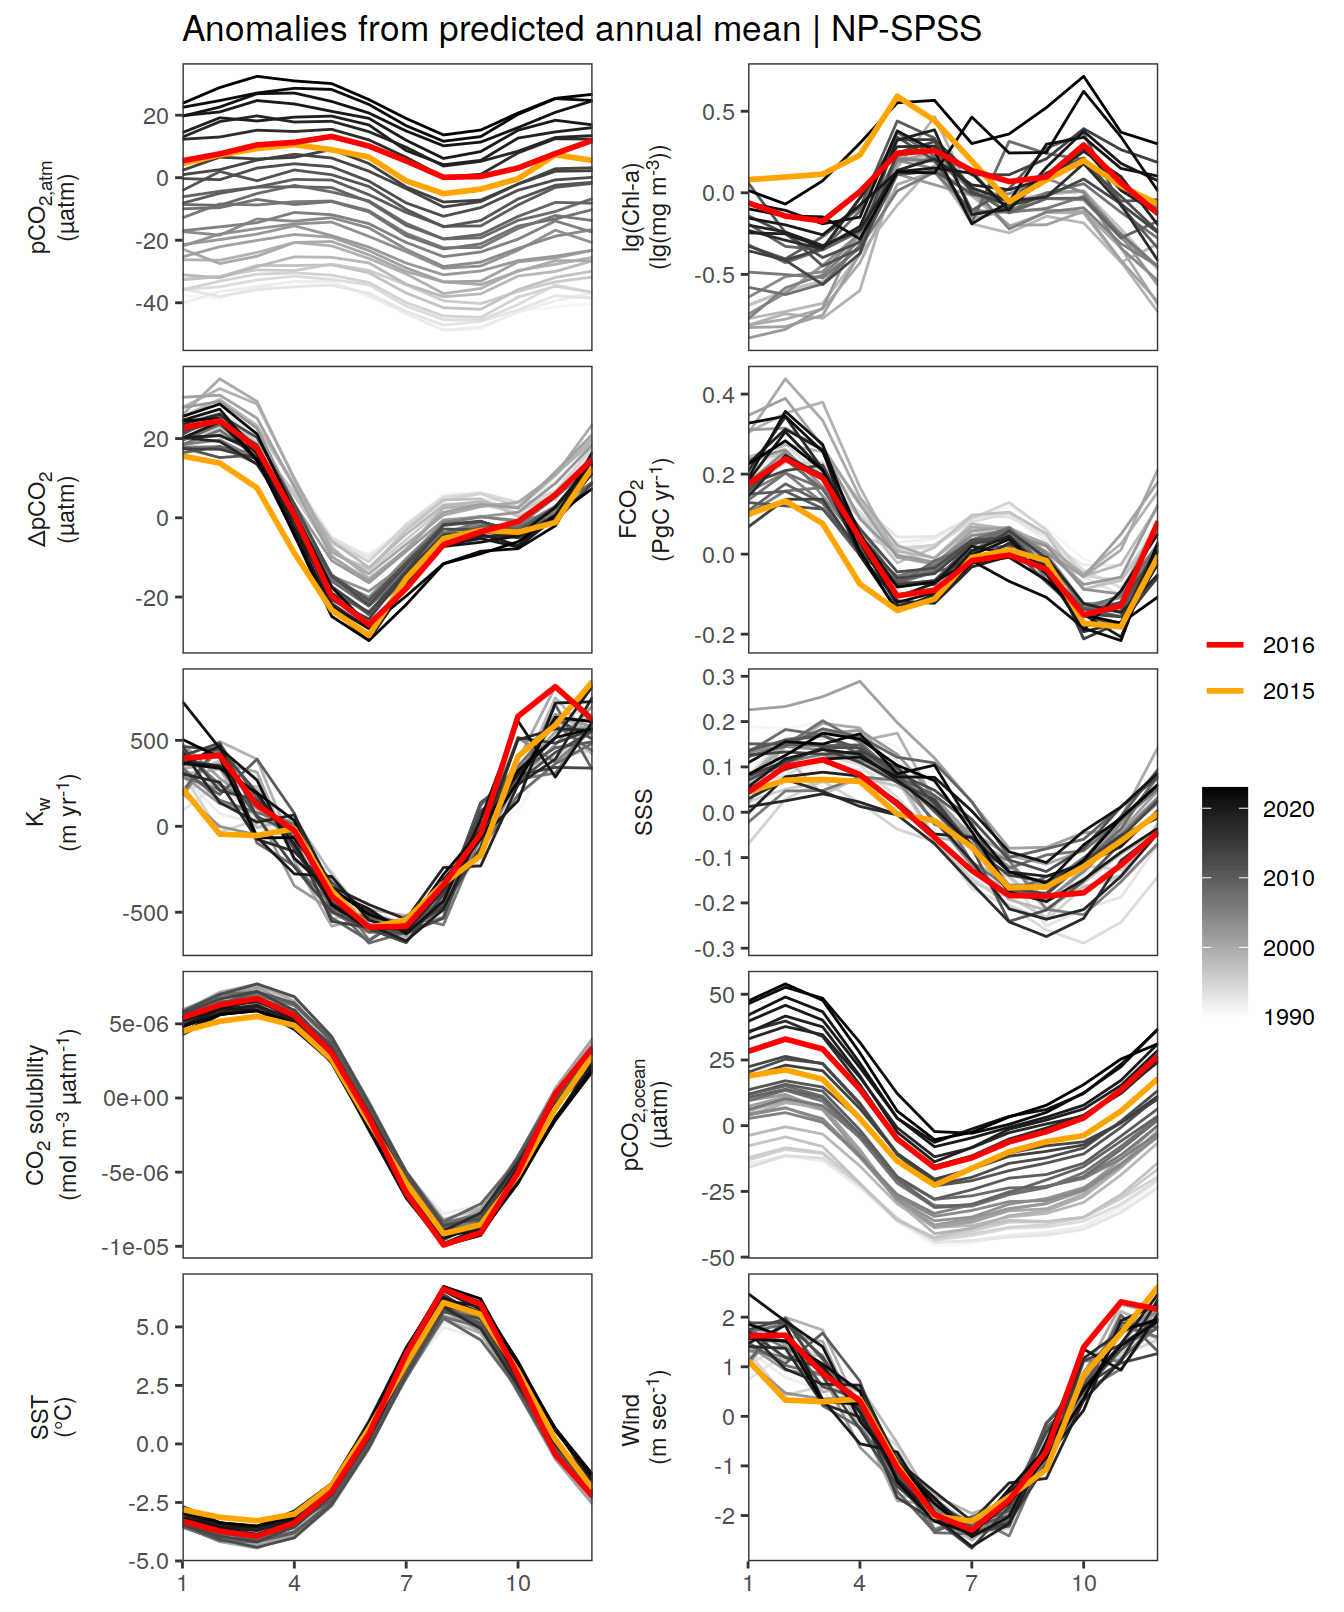 Anomalies from predicted annual mean | NP-SPSS
pCO2,atm
(µatm)
20
0
-20
-40
lg(Chl-a)
(lg(mg m-3))
0.5
0.0
-0.5
ΔpCO2
(µatm)
20
0
-20
FCO2
(PgC yr-1)
0.4
0.2
0.0
-0.2
Kw
(m yr-1)
500
0
-500
SSS
0.3
0.2
0.1
0.0
-0.1
-0.2
-0.3
CO2 solubility
(mol m-3 µatm-1)
5e-06
0e+00
-5e-06
-1e-05
pCO2,ocean
(µatm)
50
25
0
-25
-50
SST
(°C)
5.0
2.5
0.0
-2.5
-5.0
1 4 7 10
Wind
(m sec-1)
2
1
0
-1
-2
1 4 7 10
2016
2015
2020
2010
2000
1990